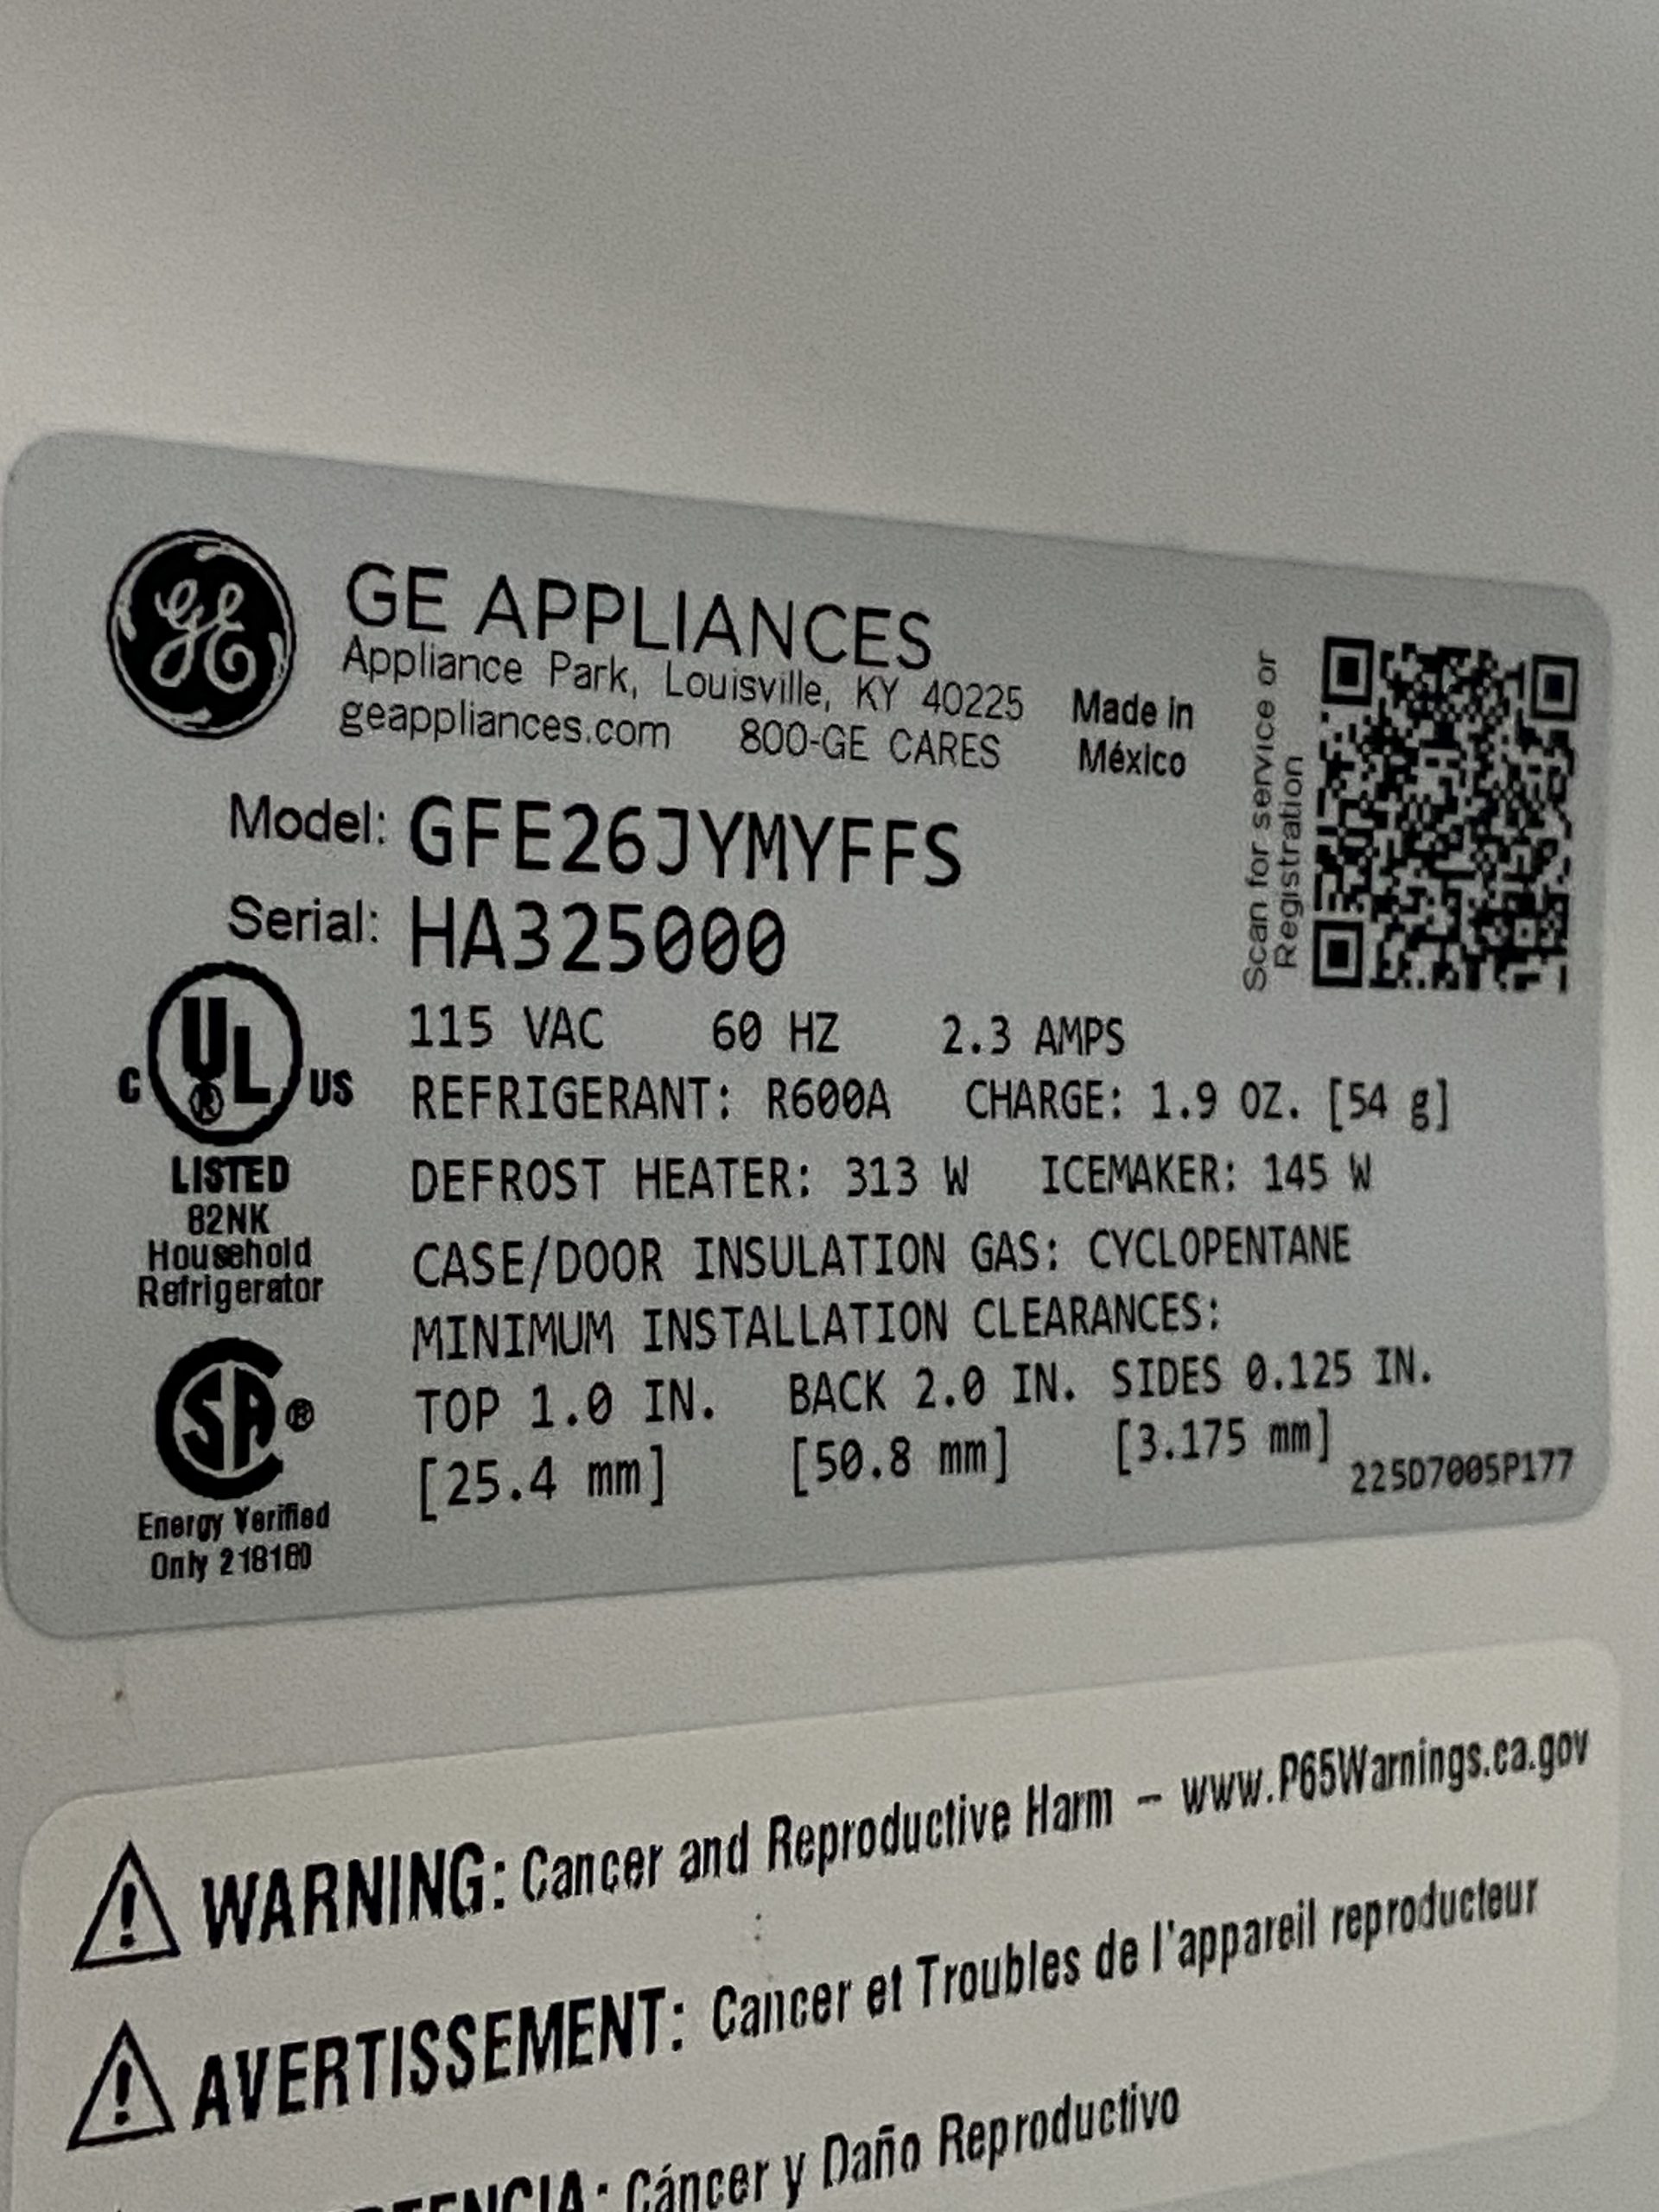 GE
GE APPLIANCES
Appliance Park, Louisville, KY 40225
geappliances.com 800-GE CARES
Made in
México
Scan for service or
Registration
Model: GFE26JYMYFFS
Serial: HA325000
115 VAC 60 HZ 2.3 AMPS
REFRIGERANT: R600A CHARGE: 1.9 OZ. [54 g]
DEFROST HEATER: 313 W ICEMAKER: 145 W
CASE/DOOR INSULATION GAS: CYCLOPENTANE
MINIMUM INSTALLATION CLEARANCES:
TOP 1.0 IN. BACK 2.0 IN. SIDES 0.125 IN.
[25.4 mm] [50.8 mm] [3.175 mm]
225D7005P177
C UL® US
LISTED
82NK
Household
Refrigerator
SA®
Energy Verified
Only 218160
WARNING: Cancer and Reproductive Harm – www.P65Warnings.ca.gov
AVERTISSEMENT: Cancer et Troubles de l'appareil reproducteur
Cáncer y Daño Reproductivo